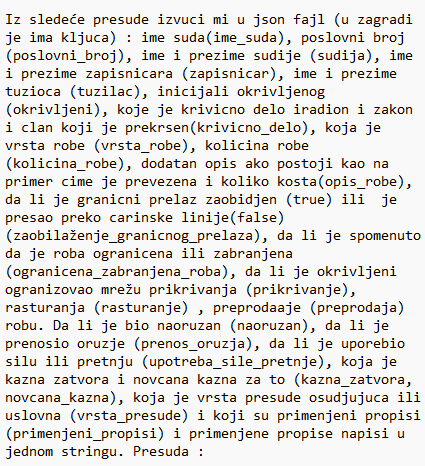 Iz sledeće presude izvuci mi u json fajl (u zagradi
je ima kljuca) : ime suda(ime_suda), poslovni broj
(poslovni_broj), ime i prezime sudije (sudija), ime
i prezime zapisnicara (zapisnicar), ime i prezime
tuzioca (tuzilac), inicijali okrivljenog
(okrivljeni), koje je krivicno delo iradion i zakon
i clan koji je prekrsen(krivicno_delo), koja je
vrsta robe (vrsta_robe), kolicina robe
(kolicina_robe), dodatan opis ako postoji kao na
primer cime je prevezena i koliko kosta(opis_robe),
da li je granicni prelaz zaobidjen (true) ili  je
presao preko carinske linije(false)
(zaobilaženje_granicnog_prelaza), da li je spomenuto
da je roba ogranicena ili zabranjena
(ogranicena_zabranjena_roba), da li je okrivljeni
ogranizovao mrežu prikrivanja (prikrivanje),
rasturanja (rasturanje) , preprodaaje (preprodaja)
robu. Da li je bio naoruzan (naoruzan), da li je
prenosio oruzje (prenos_oruzja), da li je uporebio
silu ili pretnju (upotreba_sile_pretnje), koja je
kazna zatvora i novcana kazna za to (kazna_zatvora,
novcana_kazna), koja je vrsta presude osudjujuca ili
uslovna (vrsta_presude) i koji su primenjeni propisi
(primenjeni_propisi) i primenjene propise napisi u
jednom stringu. Presuda :